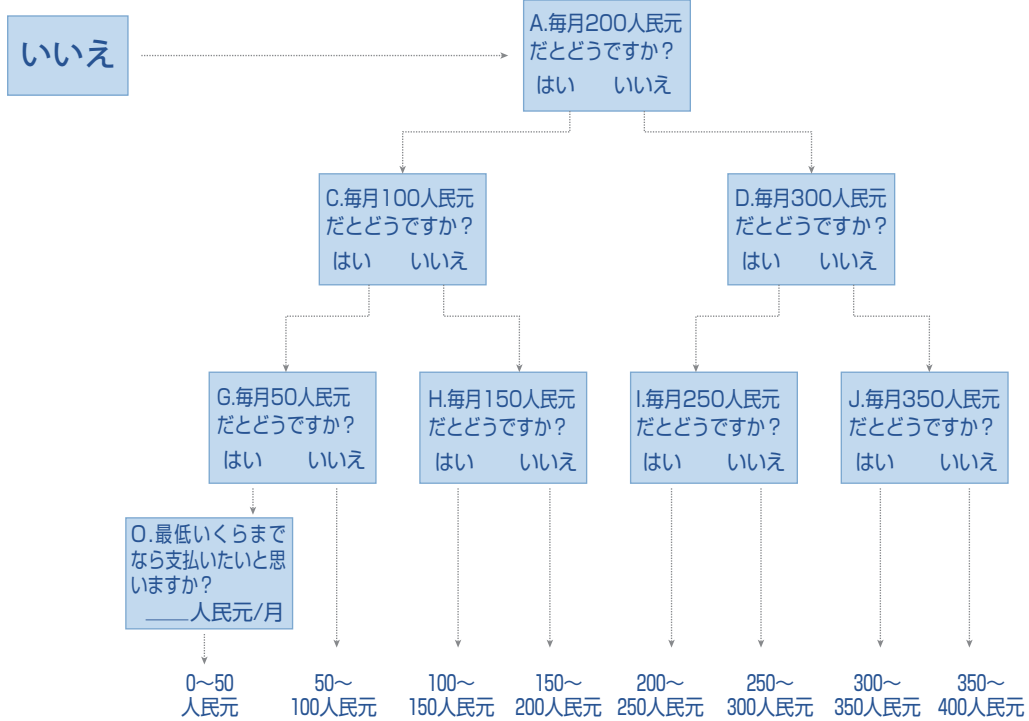 いいえ
A.毎月200人民元
だとどうですか？
はい いいえ
C.毎月100人民元
だとどうですか？
はい いいえ
D.毎月300人民元
だとどうですか？
はい いいえ
G.毎月50人民元
だとどうですか？
はい いいえ
H.毎月150人民元
だとどうですか？
はい いいえ
I.毎月250人民元
だとどうですか？
はい いいえ
J.毎月350人民元
だとどうですか？
はい いいえ
O.最低いくらまで
なら支払いたいと思
いますか？
____人民元/月
0〜50
人民元
50〜
100人民元
100〜
150人民元
150〜
200人民元
200〜
250人民元
250〜
300人民元
300〜
350人民元
350〜
400人民元